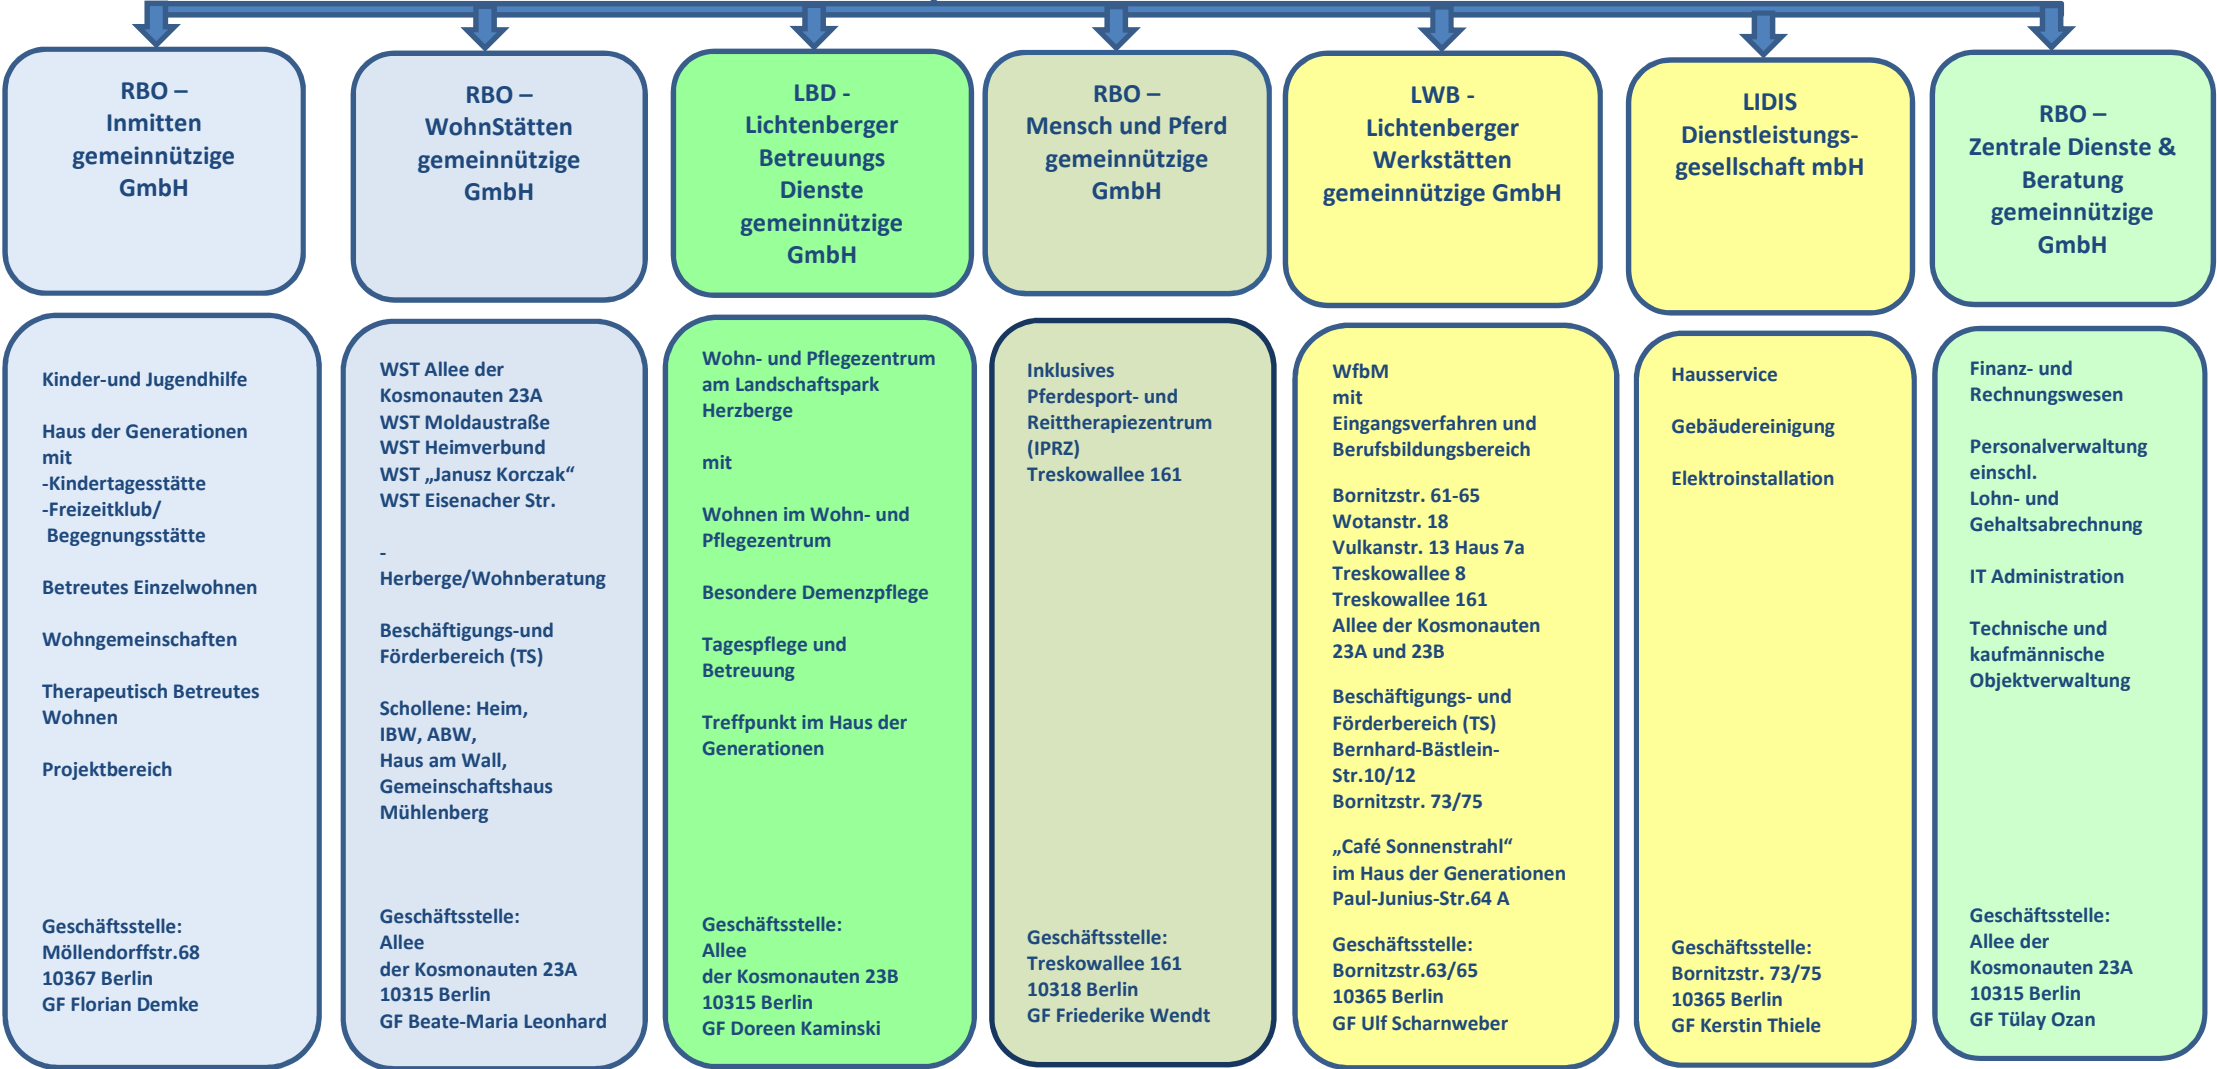 RBO –
Inmitten
gemeinnützige
GmbH
RBO –
WohnStätten
gemeinnützige
GmbH
LBD -
Lichtenberger
Betreuungs
Dienste
gemeinnützige
GmbH
RBO –
Mensch und Pferd
gemeinnützige
GmbH
LWB -
Lichtenberger
Werkstätten
gemeinnützige GmbH
LIDIS
Dienstleistungs-
gesellschaft mbH
RBO –
Zentrale Dienste &
Beratung
gemeinnützige
GmbH
Kinder-und Jugendhilfe
Haus der Generationen
mit
-Kindertagesstätte
-Freizeitklub/
Begegnungsstätte
Betreutes Einzelwohnen
Wohngemeinschaften
Therapeutisch Betreutes
Wohnen
Projektbereich
Geschäftsstelle:
Möllendorffstr.68
10367 Berlin
GF Florian Demke
WST Allee der
Kosmonauten 23A
WST Moldaustraße
WST Heimverbund
WST „Janusz Korczak“
WST Eisenacher Str.
-
Herberge/Wohnberatung
Beschäftigungs-und
Förderbereich (TS)
Schollene: Heim,
IBW, ABW,
Haus am Wall,
Gemeinschaftshaus
Mühlenberg
Geschäftsstelle:
Allee
der Kosmonauten 23A
10315 Berlin
GF Beate-Maria Leonhard
Wohn- und Pflegezentrum
am Landschaftspark
Herzberge
mit
Wohnen im Wohn- und
Pflegezentrum
Besondere Demenzpflege
Tagespflege und
Betreuung
Treffpunkt im Haus der
Generationen
Geschäftsstelle:
Allee
der Kosmonauten 23B
10315 Berlin
GF Doreen Kaminski
Inklusives
Pferdesport- und
Reittherapiezentrum
(IPRZ)
Treskowallee 161
Geschäftsstelle:
Treskowallee 161
10318 Berlin
GF Friederike Wendt
WfbM
mit
Eingangsverfahren und
Berufsbildungsbereich
Bornitzstr. 61-65
Wotanstr. 18
Vulkanstr. 13 Haus 7a
Treskowallee 8
Treskowallee 161
Allee der Kosmonauten
23A und 23B
Beschäftigungs- und
Förderbereich (TS)
Bernhard-Bästlein-
Str.10/12
Bornitzstr. 73/75
„Café Sonnenstrahl“
im Haus der Generationen
Paul-Junius-Str.64 A
Geschäftsstelle:
Bornitzstr.63/65
10365 Berlin
GF Ulf Scharnweber
Hausservice
Gebäudereinigung
Elektroinstallation
Geschäftsstelle:
Bornitzstr. 73/75
10365 Berlin
GF Kerstin Thiele
Finanz- und
Rechnungswesen
Personalverwaltung
einschl.
Lohn- und
Gehaltsabrechnung
IT Administration
Technische und
kaufmännische
Objektverwaltung
Geschäftsstelle:
Allee der
Kosmonauten 23A
10315 Berlin
GF Tülay Ozan